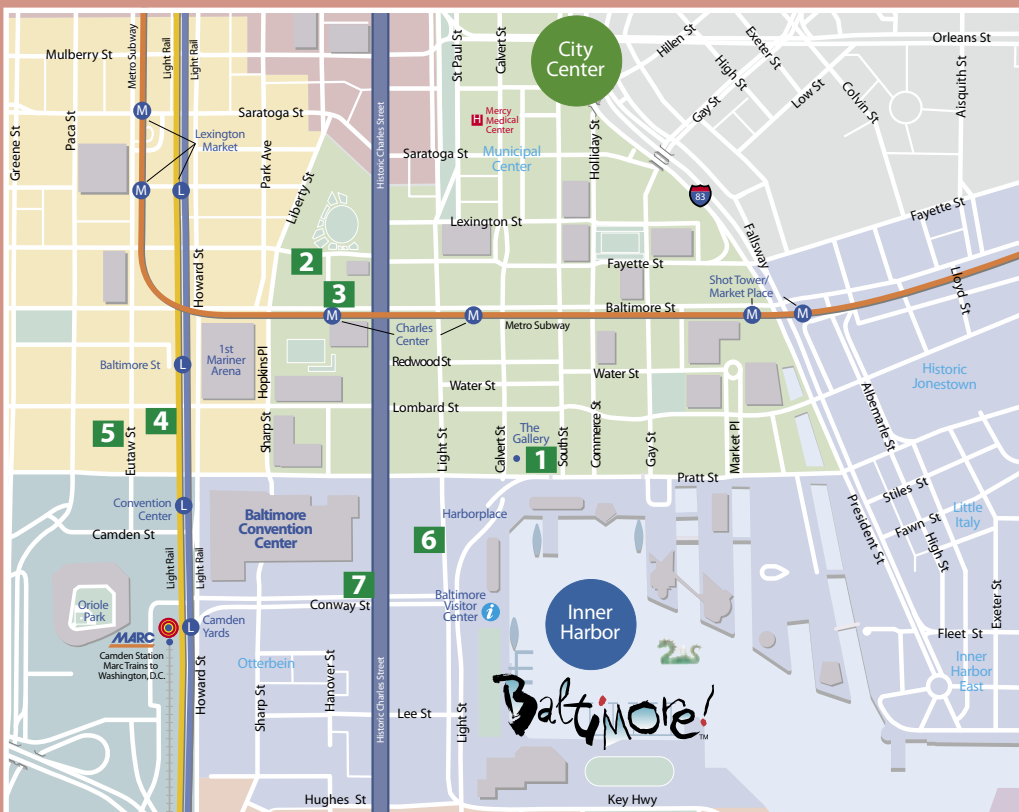 Mulberry St
Metro Subway
Light Rail
Light Rail
St Paul St
Calvert St
City
Center
Hillen St
Exeter St
Orleans St
High St
Gay St
Low St
Colvin St
Asquith St
Greene St
Paca St
Lexington
Market
M
M
L
Saratoga St
Park Ave
Liberty St
Historic Charles Street
H
Mercy
Medical
Center
Saratoga St
Municipal
Center
Holliday St
83
Lexington St
Fallsway
Fayette St
Fayette St
Howard St
2
3
M
Charles
Center
M
Metro Subway
Baltimore St
Shot Tower/
Market Place
M
M
Lloyd St
Baltimore St
L
1st
Mariner
Arena
Hopkins Pl
Redwood St
Water St
Water St
Historic
Jonestown
Lombard St
4
5
Eutaw St
Sharp St
Light St
Calvert St
The
Gallery
1
South St
Commerce St
Gay St
Market Pl
Albemarle St
Pratt St
Convention
Center
L
Camden St
Baltimore
Convention
Center
Harborplace
6
President St
Stiles St
Fawn St
High St
Little
Italy
Exeter St
Light Rail
Light Rail
7
Conway St
Baltimore
Visitor
Center
i
Inner
Harbor
Oriole
Park
MARC
Camden Station
Marc Trains to
Washington, D.C.
L
Camden
Yards
Otterbein
Howard St
Sharp St
Hanover St
Historic Charles Street
Lee St
Light St
Baltimore!
TM
Fleet St
Inner
Harbor
East
Hughes St
Key Hwy